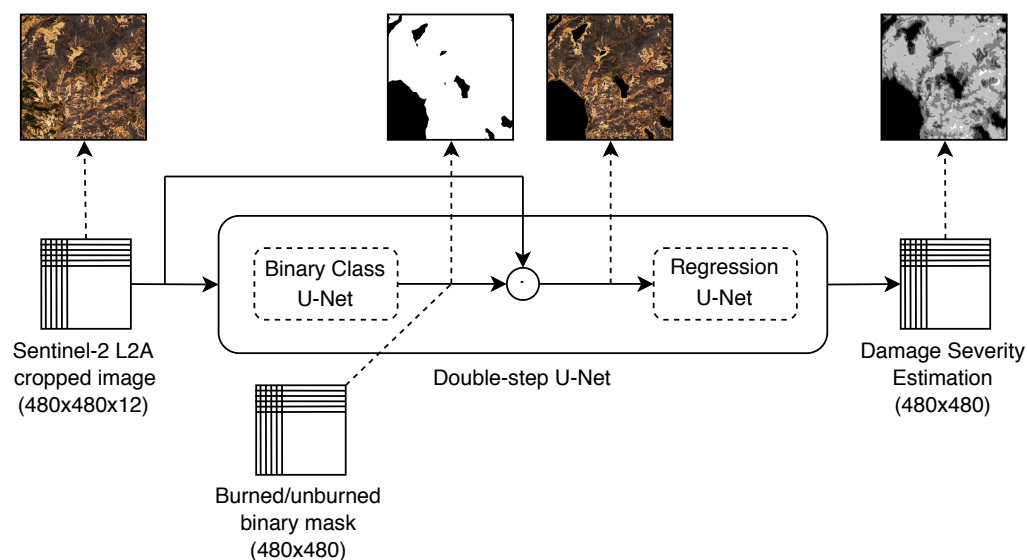 Binary Class
U-Net
Regression
U-Net
Sentinel-2 L2A
cropped image
(480x480x12)
Double-step U-Net
Damage Severity
Estimation
(480x480)
Burned/unburned
binary mask
(480x480)